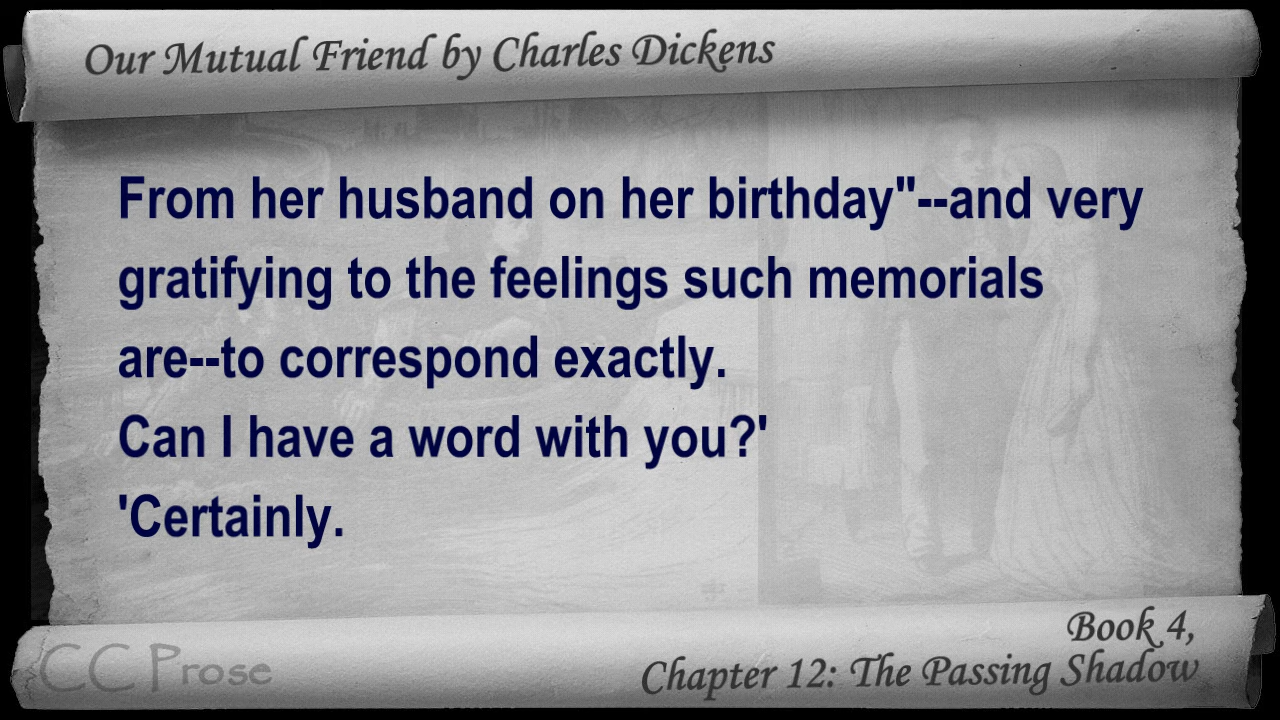 Our Mutual Friend by Charles Dickens
From her husband on her birthday"--and very
gratifying to the feelings such memorials
are--to correspond exactly.
Can I have a word with you?'
'Certainly.
CC Prose
Book 4,
Chapter 12: The Passing Shadow